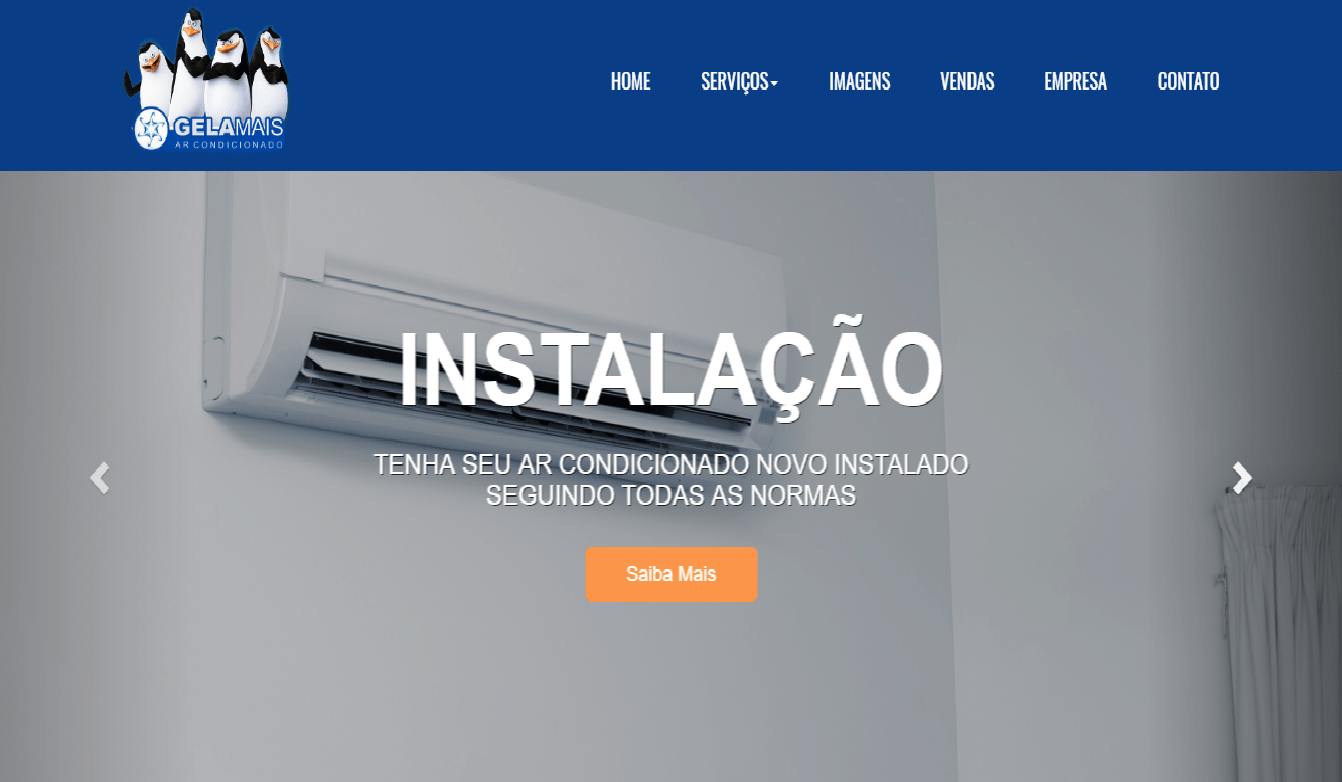 GELAMAIS
AR CONDICIONADO
HOME SERVIÇOS IMAGENS VENDAS EMPRESA CONTATO
INSTALAÇÃO
TENHA SEU AR CONDICIONADO NOVO INSTALADO
SEGUINDO TODAS AS NORMAS
Saiba Mais